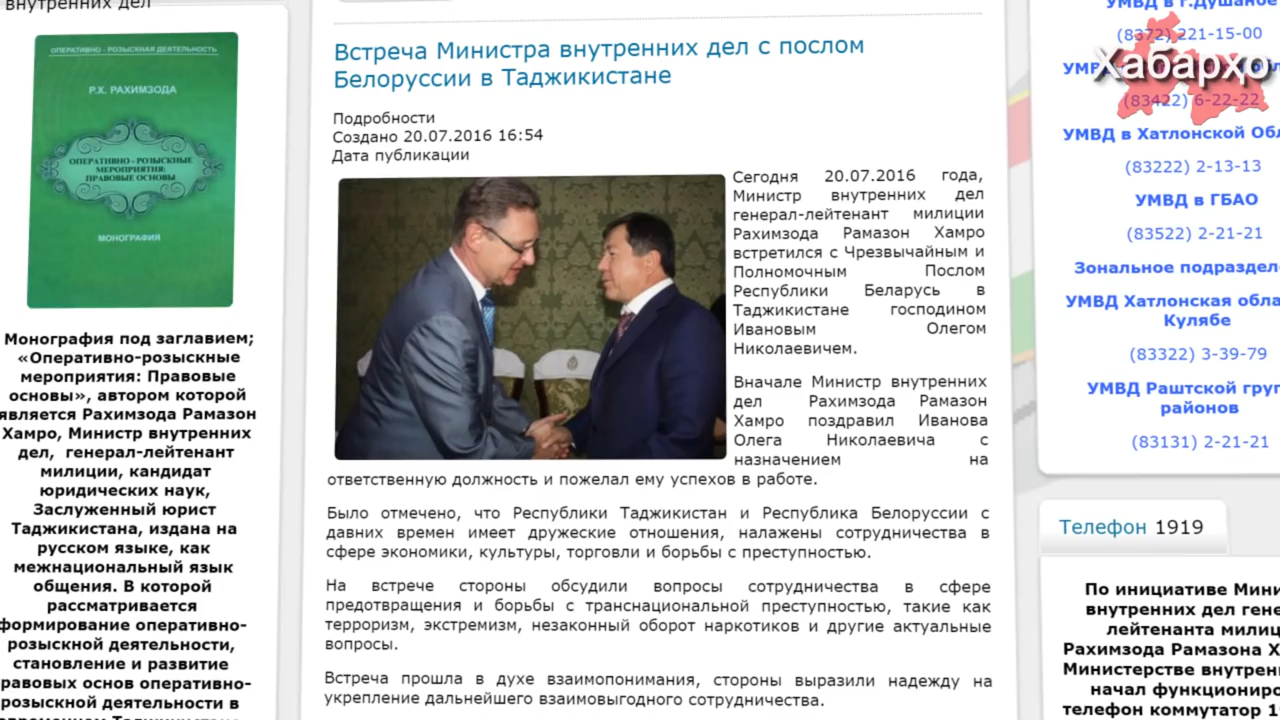 внутренних дел
ОПЕРАТИВНО - РОЗЫСКНАЯ ДЕЯТЕЛЬНОСТЬ
Р.Х. РАХИМЗОДА
ОПЕРАТИВНО - РОЗЫСКНЫЕ
МЕРОПРИЯТИЯ:
ПРАВОВЫЕ ОСНОВЫ
МОНОГРАФИЯ
Монография под заглавием;
«Оперативно-розыскные
мероприятия: Правовые
основы», автором которой
является Рахимзода Рамазон
Хамро, Министр внутренних
дел, генерал-лейтенант
милиции, кандидат
юридических наук,
Заслуженный юрист
Таджикистана, издана на
русском языке, как
межнациональный язык
общения. В которой
рассматривается
формирование оперативно-
розыскной деятельности,
становление и развитие
равовых основ оперативно-
розыскной деятельности в
Встреча Министра внутренних дел с послом
Белоруссии в Таджикистане
Подробности
Создано 20.07.2016 16:54
Дата публикации
Сегодня 20.07.2016 года,
Министр внутренних дел
генерал-лейтенант милиции
Рахимзода Рамазон Хамро
встретился с Чрезвычайным и
Полномочным Послом
Республики Беларусь в
Таджикистане господином
Ивановым Олегом
Николаевичем.
Вначале Министр внутренних
дел Рахимзода Рамазон
Хамро поздравил Иванова
Олега Николаевича с
назначением на
ответственную должность и пожелал ему успехов в работе.
Было отмечено, что Республики Таджикистан и Республика Белоруссии с
давних времен имеет дружеские отношения, налажены сотрудничества в
сфере экономики, культуры, торговли и борьбы с преступностью.
На встрече стороны обсудили вопросы сотрудничества в сфере
предотвращения и борьбы с транснациональной преступностью, такие как
терроризм, экстремизм, незаконный оборот наркотиков и другие актуальные
вопросы.
Встреча прошла в духе взаимопонимания, стороны выразили надежду на
укрепление дальнейшего взаимовыгодного сотрудничества.
УМВД в г.Душаное
(8372) 221-15-00
Хабарҳо
(83422) 6-22-22
УМВД в Хатлонской Обл
(83222) 2-13-13
УМВД в ГБАО
(83522) 2-21-21
Зональное подраздел
УМВД Хатлонская обла
Кулябе
(83322) 3-39-79
УМВД Раштской груп
районов
(83131) 2-21-21
Телефон 1919
По инициативе Мини
внутренних дел гене
лейтенанта милиц
Рахимзода Рамазона Х
Министерстве внутрен
начал функциониро
телефон коммутатор 1